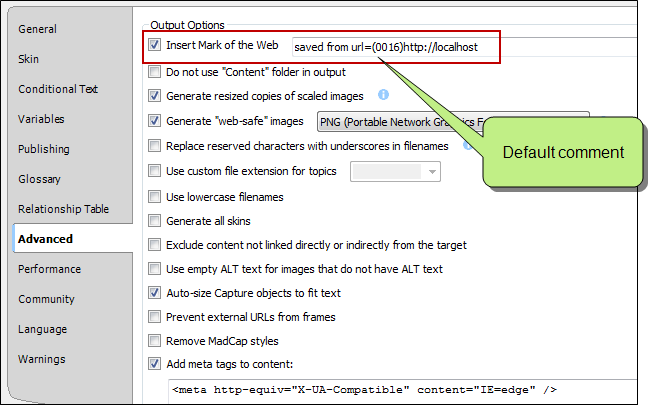 General
Skin
Conditional Text
Variables
Publishing
Glossary
Relationship Table
Advanced
Performance
Community
Language
Warnings
Output Options
Insert Mark of the Web saved from url=(0016)http://localhost
Do not use "Content" folder in output
Generate resized copies of scaled images
Generate "web-safe" images PNG (Portable Network Graphics
Replace reserved characters with underscores in filenames
Use custom file extension for topics
Use lowercase filenames
Generate all skins
Exclude content not linked directly or indirectly from the target
Use empty ALT text for images that do not have ALT text
Auto-size Capture objects to fit text
Prevent external URLs from frames
Remove MadCap styles
Add meta tags to content:
<meta http-equiv="X-UA-Compatible" content="IE=edge" />
Default comment